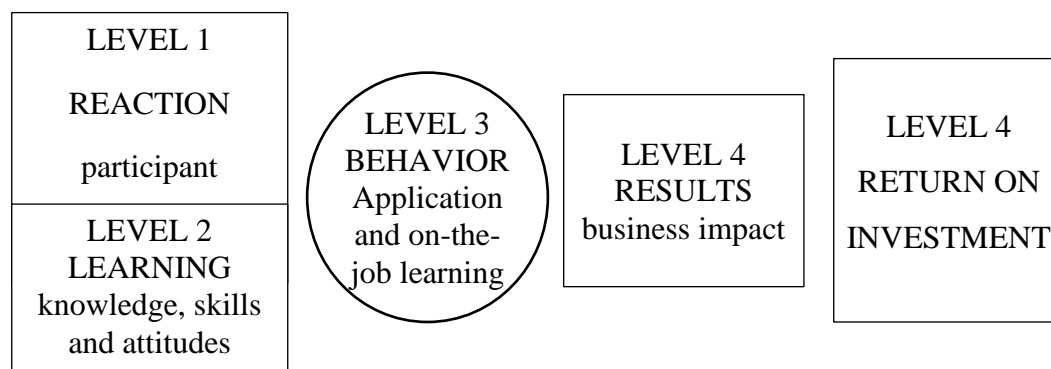 LEVEL 1
REACTION
participant
LEVEL 2
LEARNING
knowledge, skills
and attitudes
LEVEL 3
BEHAVIOR
Application
and on-the-
job learning
LEVEL 4
RESULTS
business impact
LEVEL 4
RETURN ON
INVESTMENT